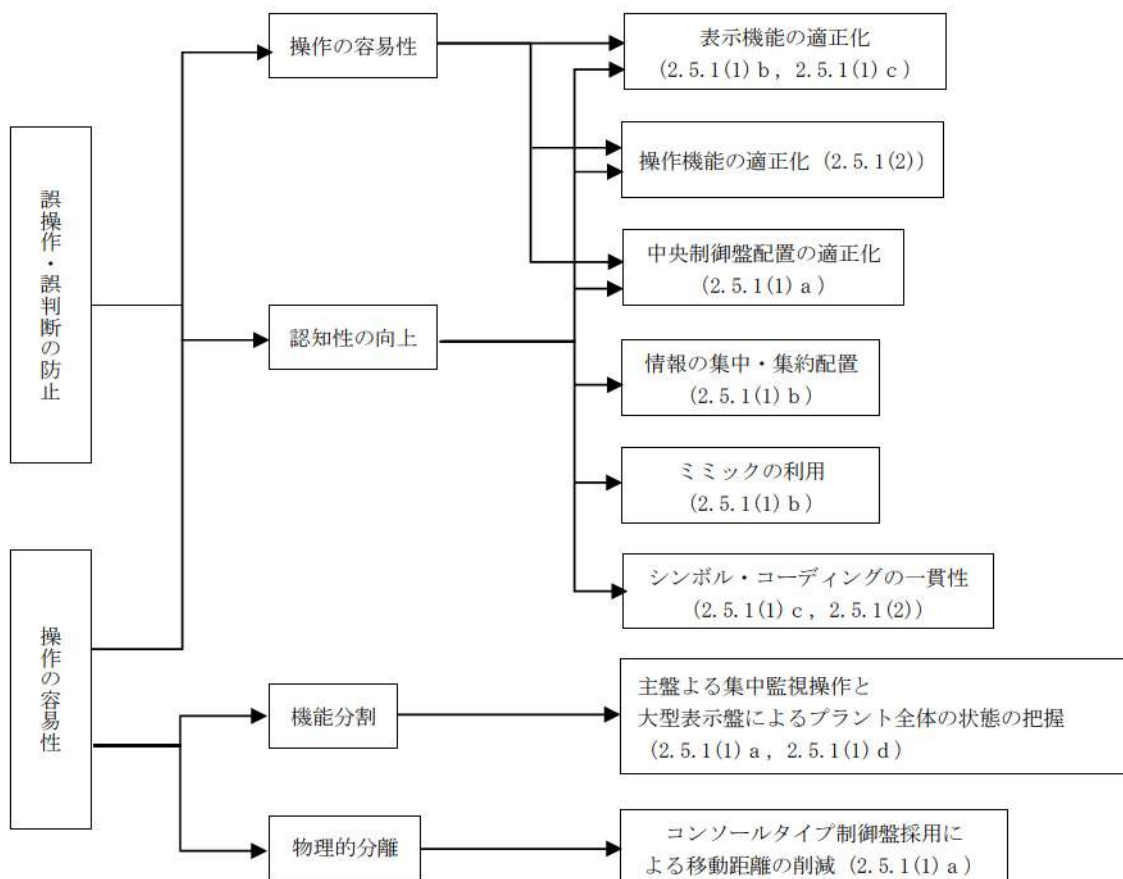 誤操作・誤判断の防止
操作の容易性
操作の容易性
認知性の向上
機能分割
物理的分離
表示機能の適正化
(2.5.1(1)b, 2.5.1(1)c)
操作機能の適正化 (2.5.1(2))
中央制御盤配置の適正化
(2.5.1(1)a)
情報の集中・集約配置
(2.5.1(1)b)
ミミックの利用
(2.5.1(1)b)
シンボル・コーディングの一貫性
(2.5.1(1)c, 2.5.1(2))
主盤よる集中監視操作と
大型表示盤によるプラント全体の状態の把握
(2.5.1(1)a, 2.5.1(1)d)
コンソールタイプ制御盤採用に
よる移動距離の削減 (2.5.1(1)a)